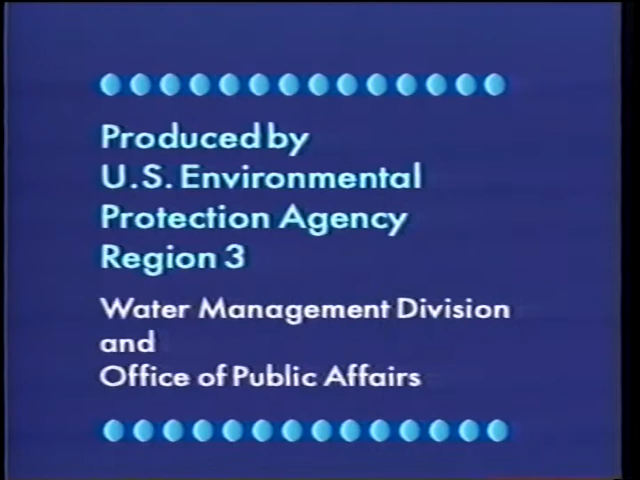 Produced by
U.S. Environmental
Protection Agency
Region 3
Water Management Division
and
Office of Public Affairs